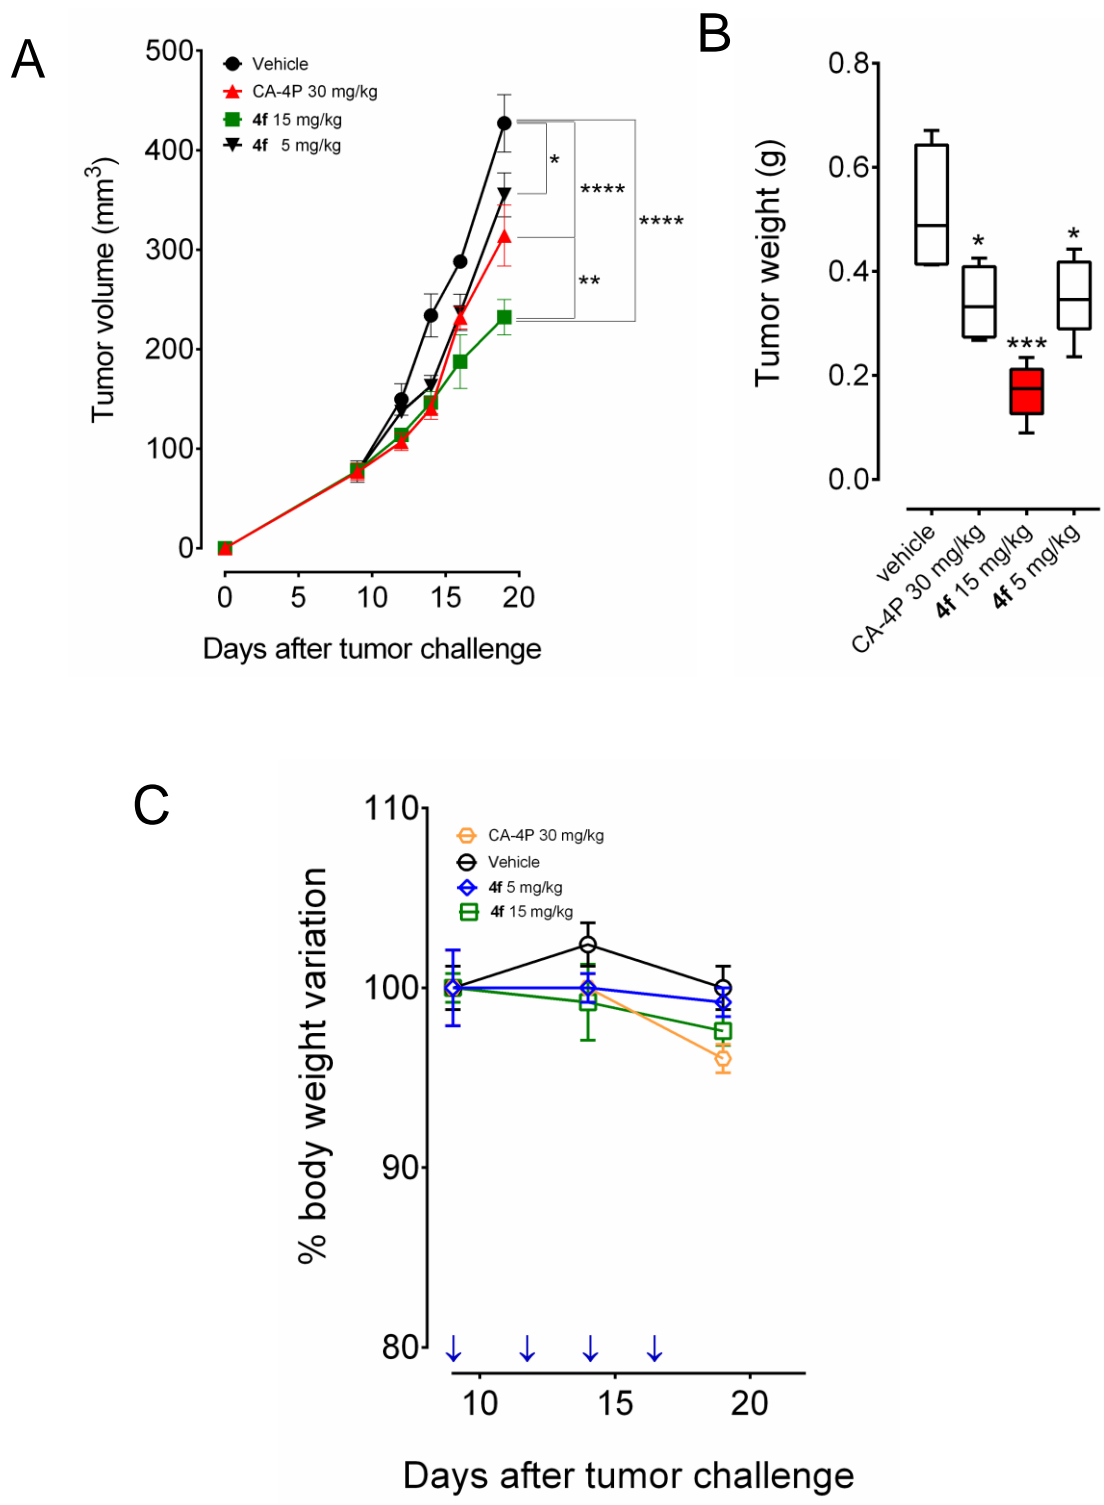 A
500
400
300
200
100
0
Tumor volume (mm³)
Vehicle
CA-4P 30 mg/kg
4f 15 mg/kg
4f 5 mg/kg
*
****
****
**
0 5 10 15 20
Days after tumor challenge
B
0.8
0.6
0.4
0.2
0.0
Tumor weight (g)
*
***
*
vehicle
CA-4P 30 mg/kg
4f 15 mg/kg
4f 5 mg/kg
C
110
100
90
80
% body weight variation
CA-4P 30 mg/kg
Vehicle
4f 5 mg/kg
4f 15 mg/kg
10 15 20
Days after tumor challenge